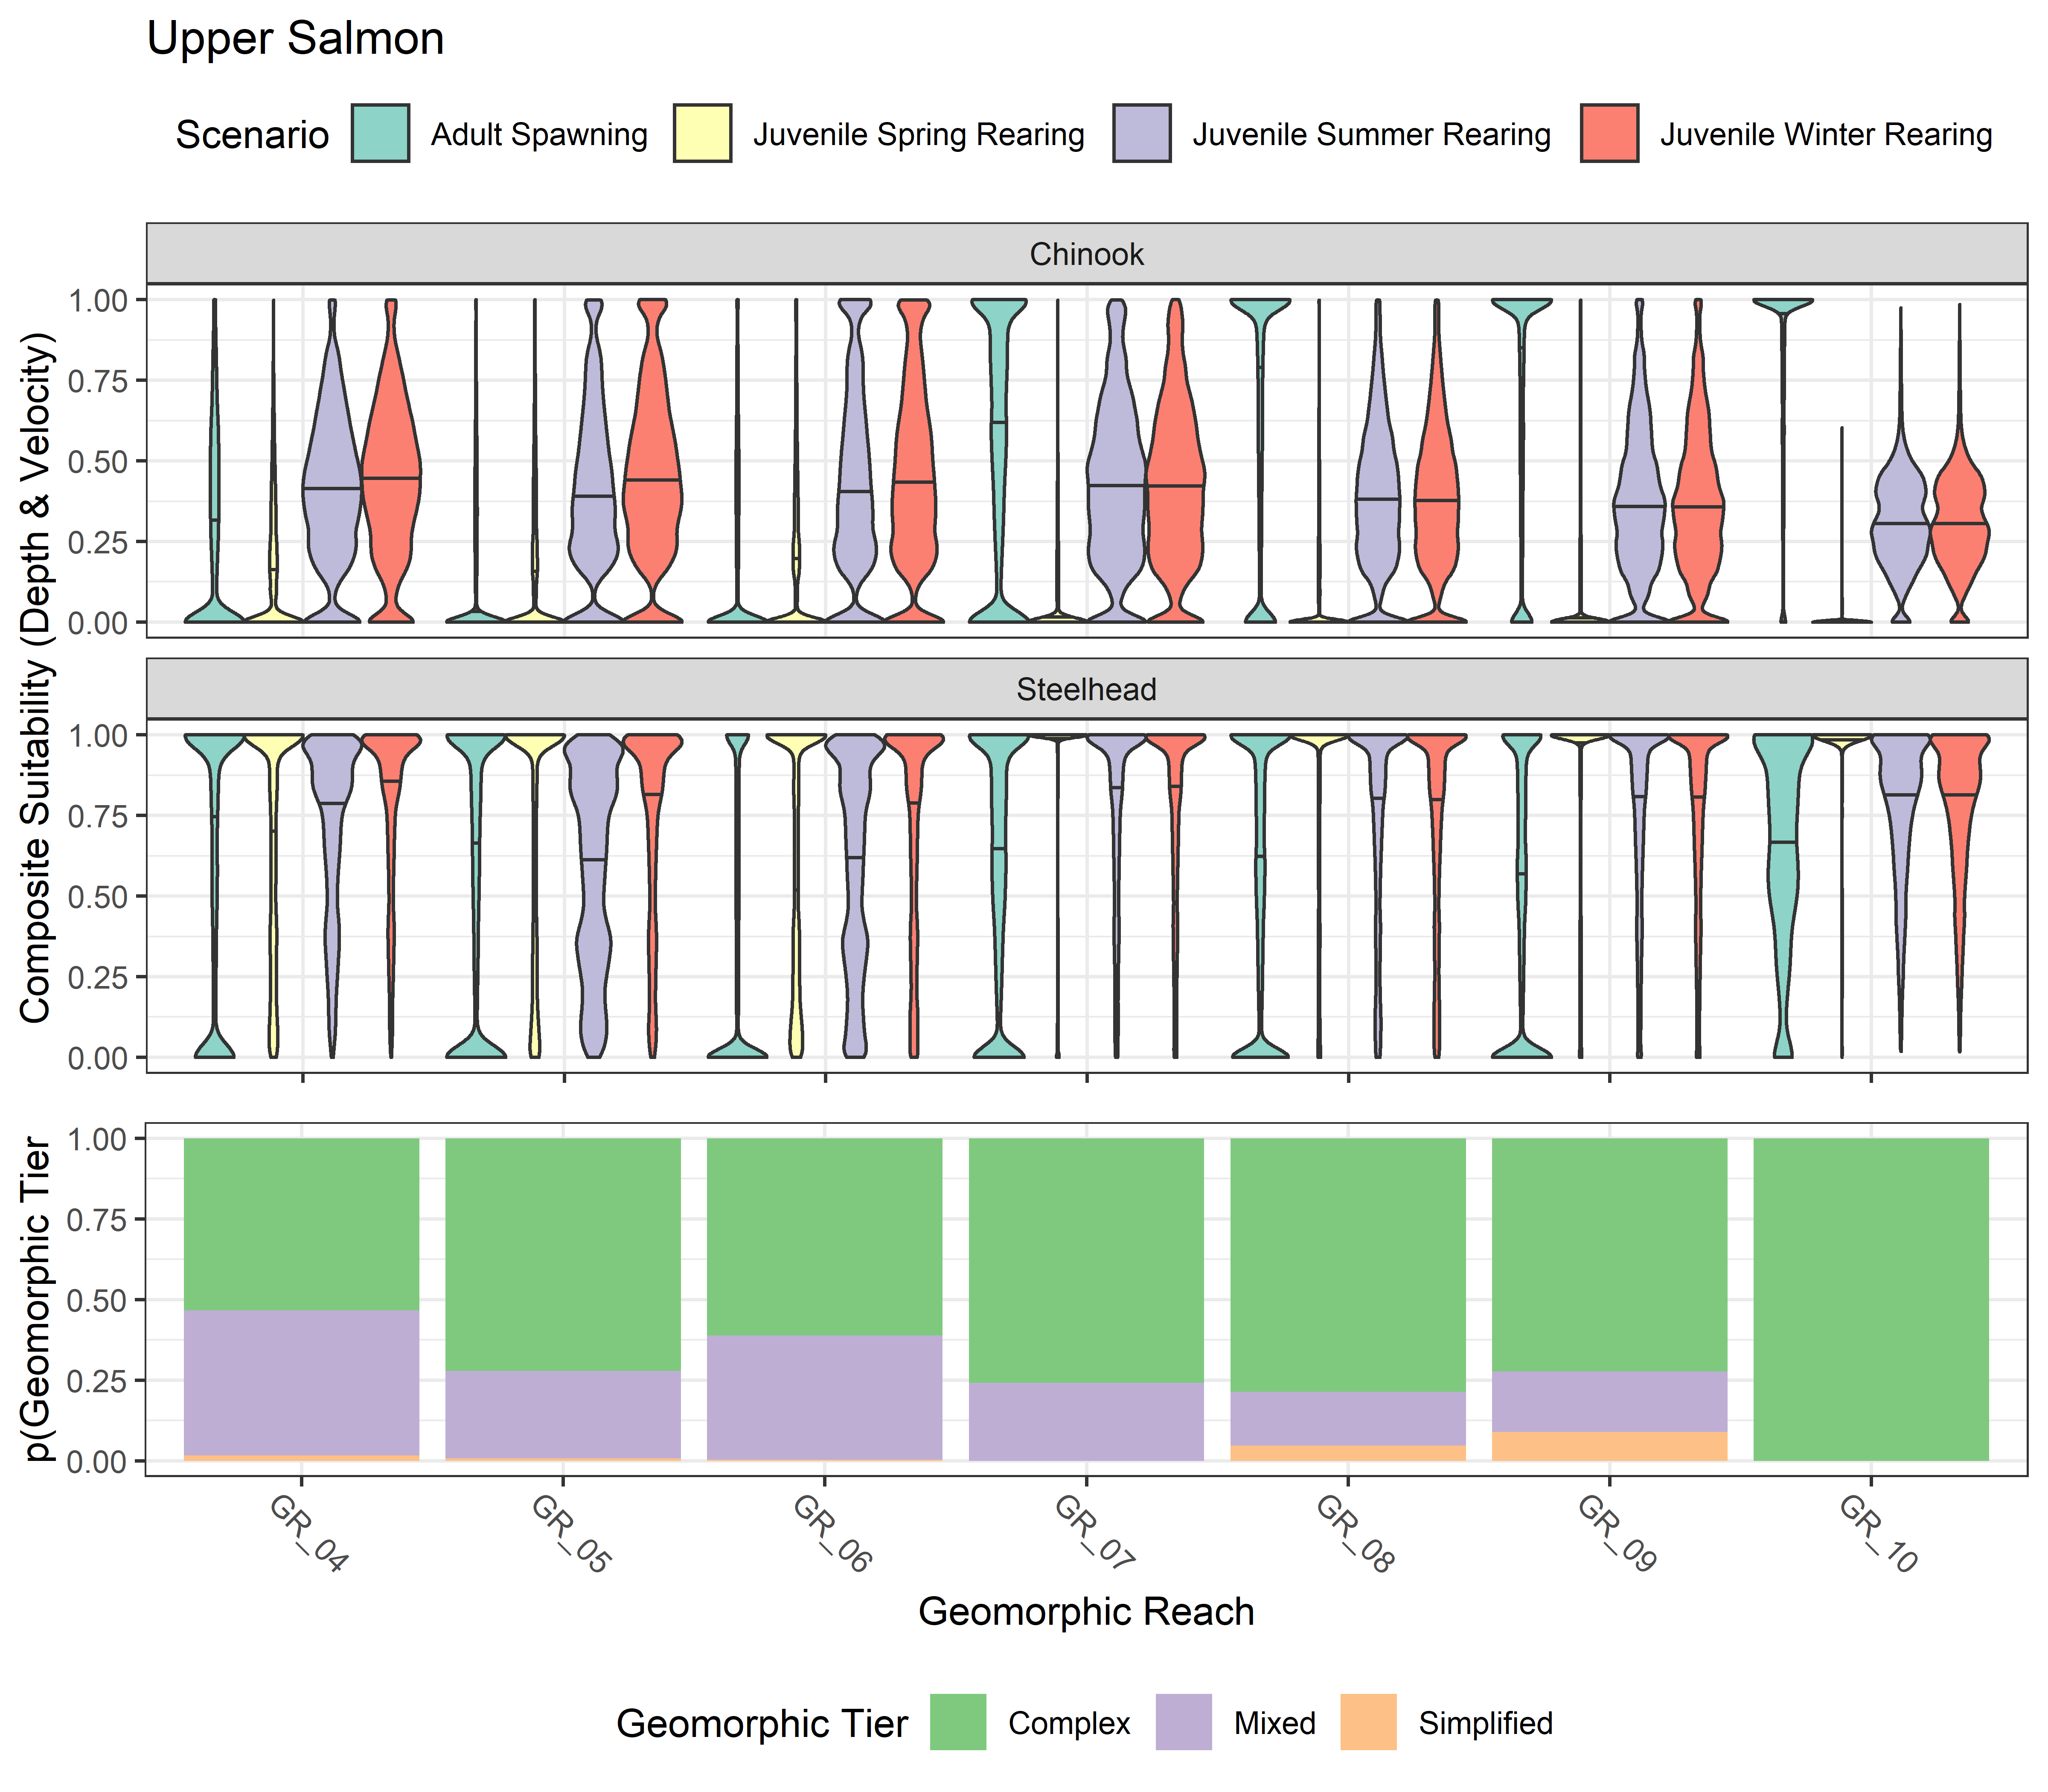 Upper Salmon
Scenario Adult Spawning Juvenile Spring Rearing Juvenile Summer Rearing Juvenile Winter Rearing
Composite Suitability (Depth & Velocity)
Chinook
1.00
0.75
0.50
0.25
0.00
Steelhead
1.00
0.75
0.50
0.25
0.00
p(Geomorphic Tier
1.00
0.75
0.50
0.25
0.00
GR_04 GR_05 GR_06 GR_07 GR_08 GR_09 GR_10
Geomorphic Reach
Geomorphic Tier Complex Mixed Simplified